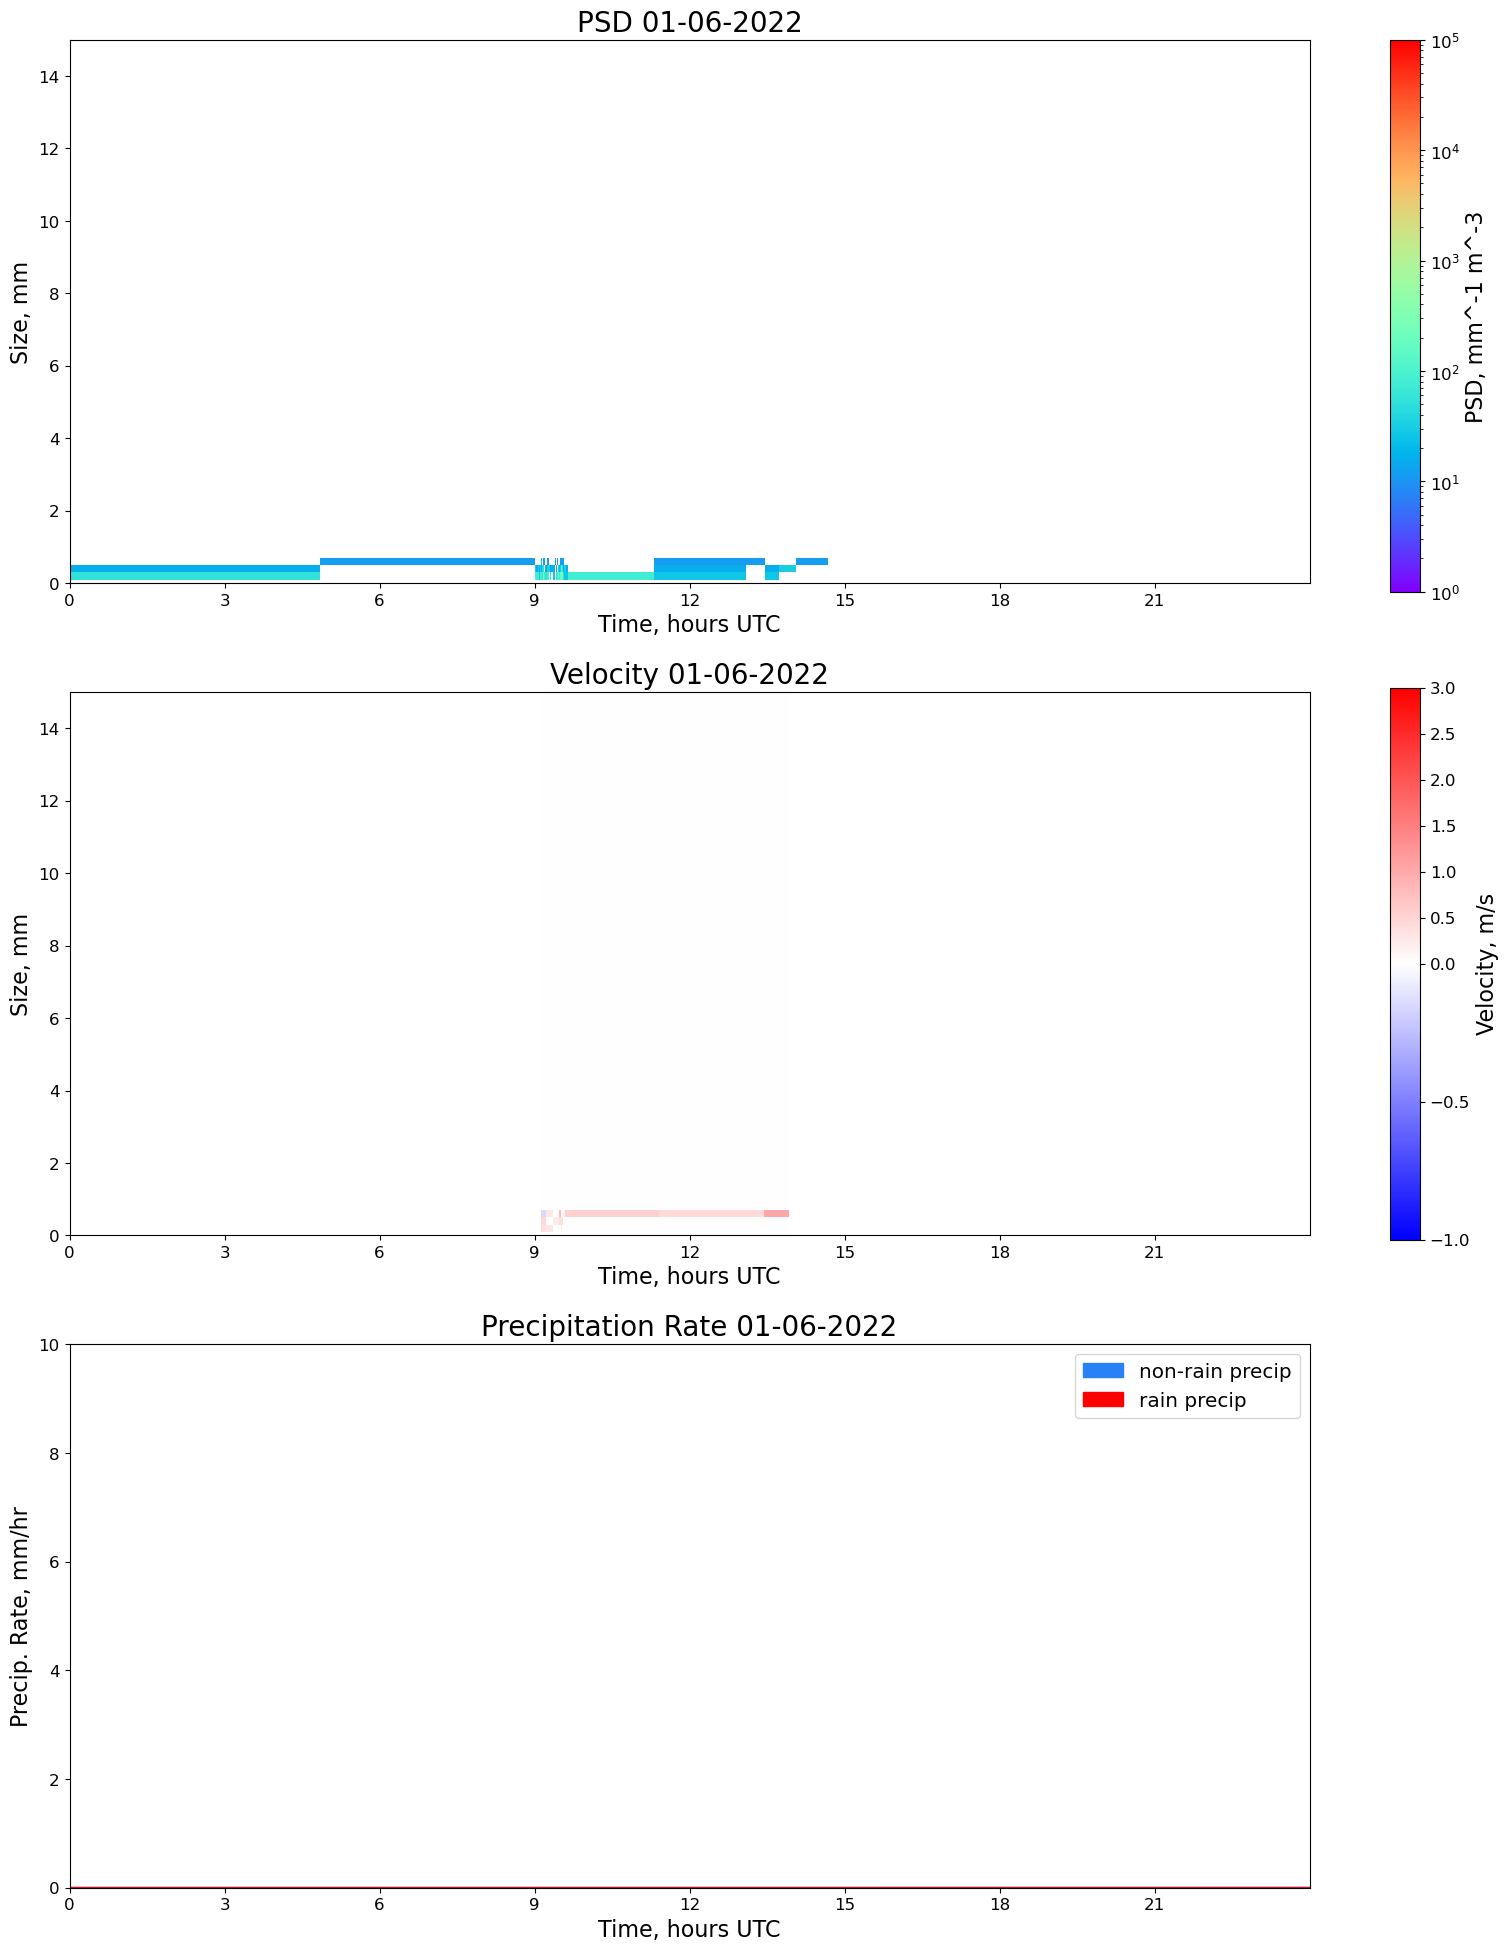 PSD 01-06-2022
14
12
10
8
6
4
2
0
Size, mm
0 3 6 9 12 15 18 21
Time, hours UTC
10^5
10^4
10^3
10^2
10^1
10^0
PSD, mm^-1 m^-3
Velocity 01-06-2022
14
12
10
8
6
4
2
0
Size, mm
0 3 6 9 12 15 18 21
Time, hours UTC
3.0
2.5
2.0
1.5
1.0
0.5
0.0
−0.5
−1.0
Velocity, m/s
Precipitation Rate 01-06-2022
10
8
6
4
2
0
Precip. Rate, mm/hr
non-rain precip
rain precip
0 3 6 9 12 15 18 21
Time, hours UTC